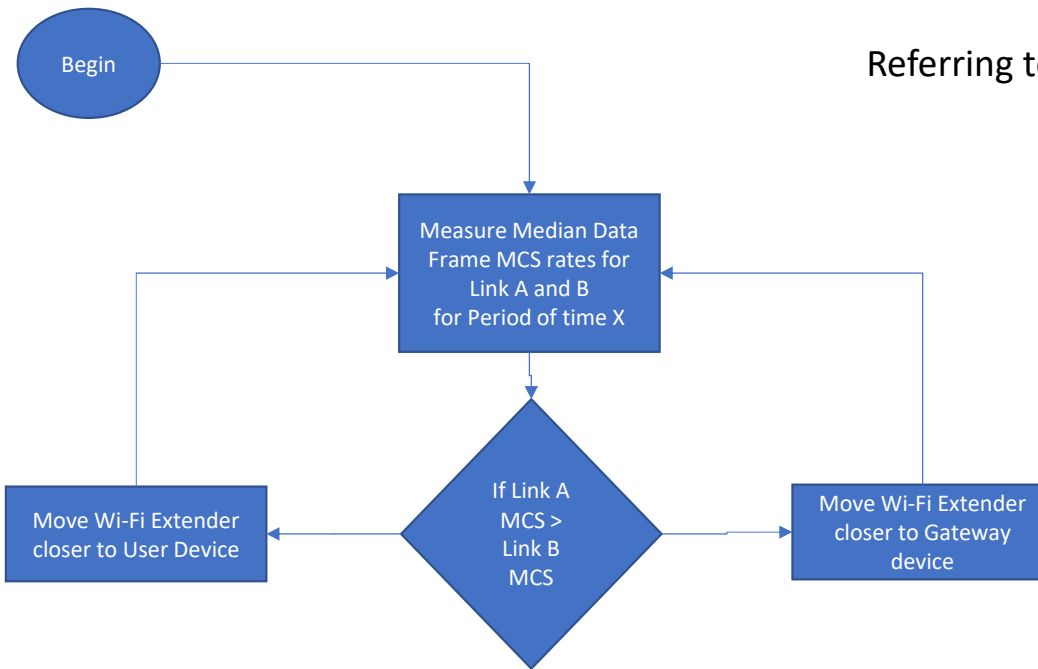 Begin
Referring to
Measure Median Data
Frame MCS rates for
Link A and B
for Period of time X
If Link A
MCS >
Link B
MCS
Move Wi-Fi Extender
closer to User Device
Move Wi-Fi Extender
closer to Gateway
device